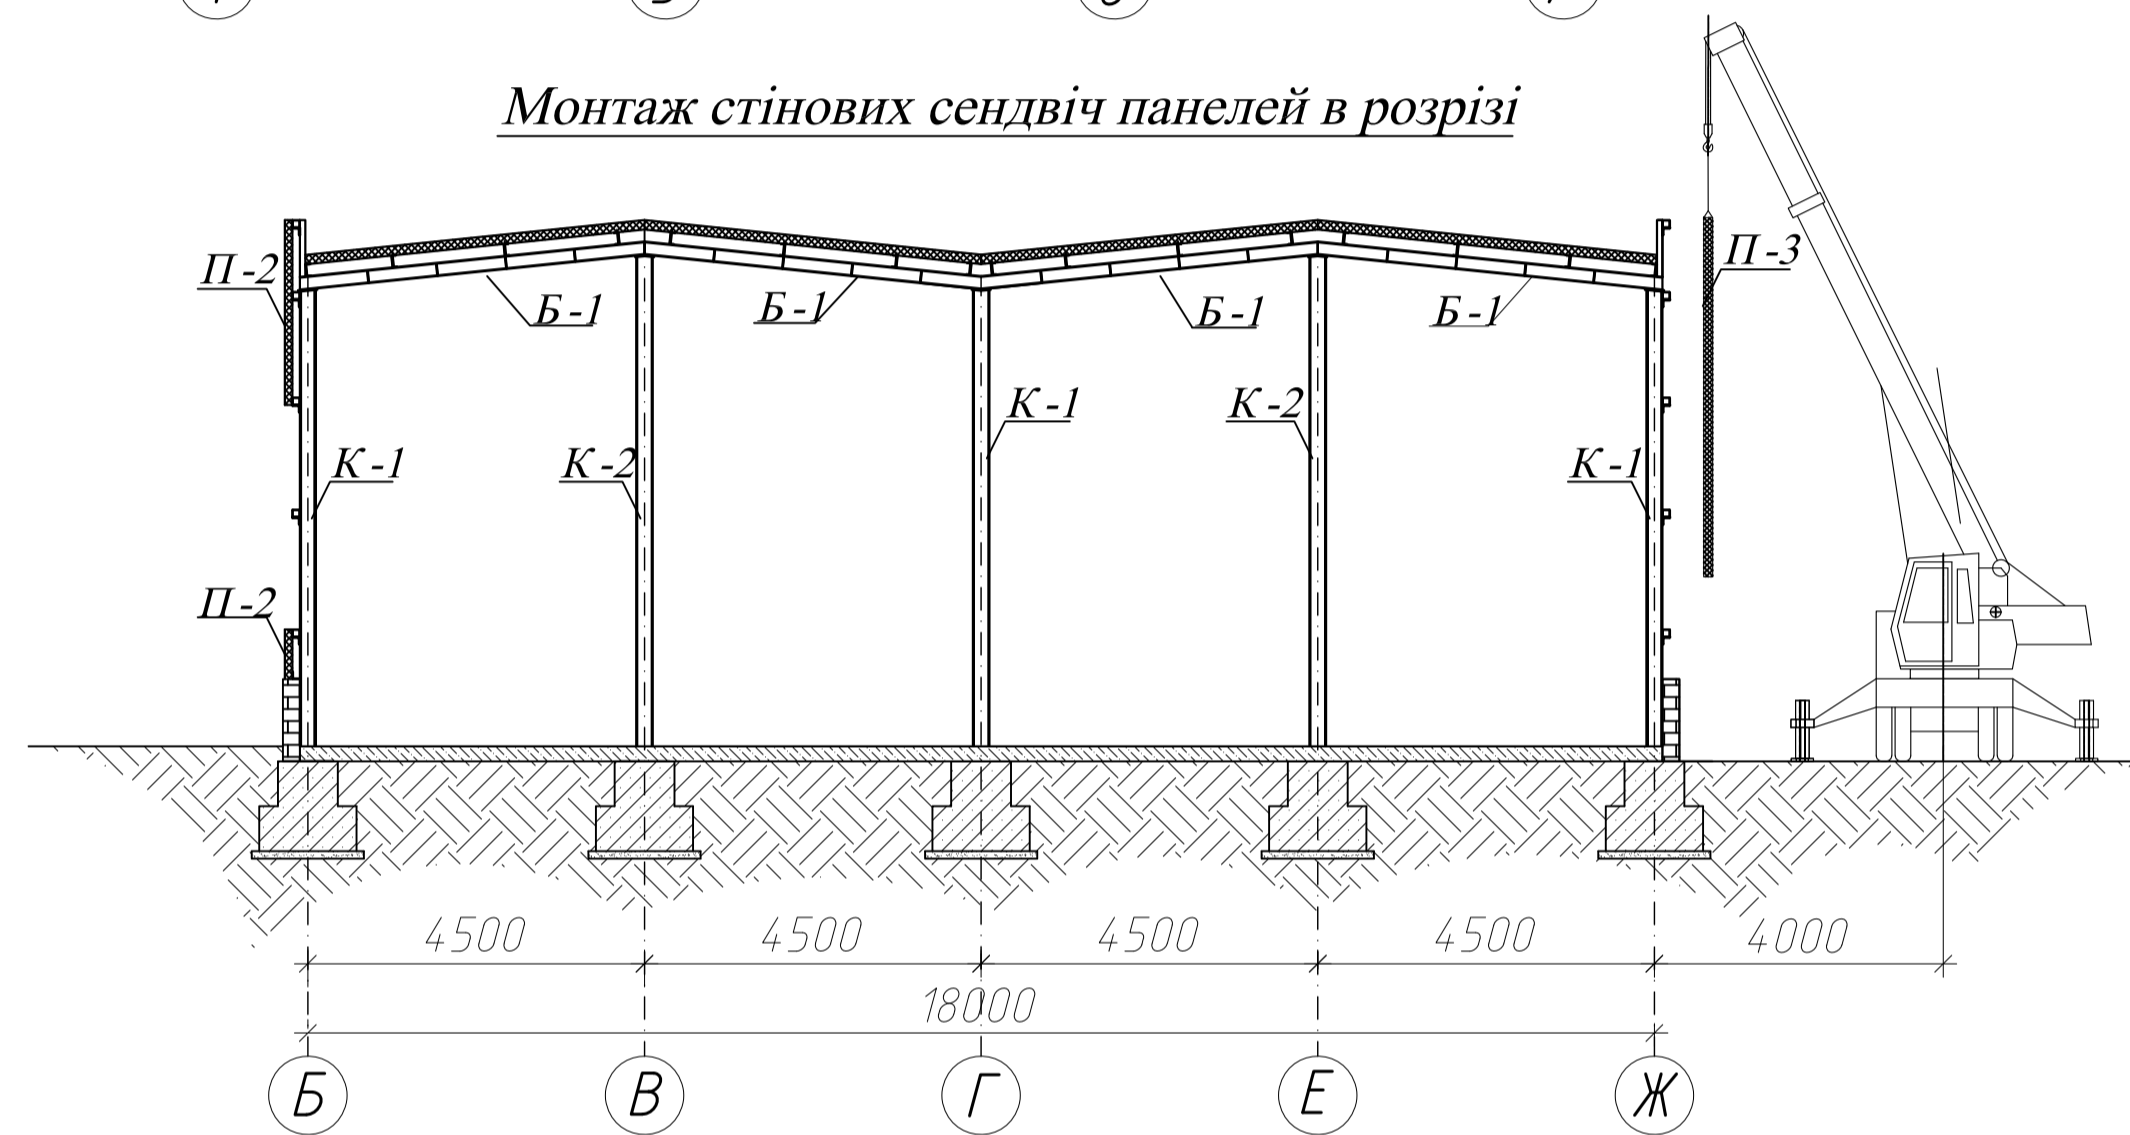 Монтаж стінових сендвіч панелей в розрізі
П-2
П-3
Б-1
Б-1
Б-1
Б-1
К-1
К-2
К-1
К-2
К-1
П-2
4500
4500
4500
4500
4000
18000
Б
В
Г
Е
Ж